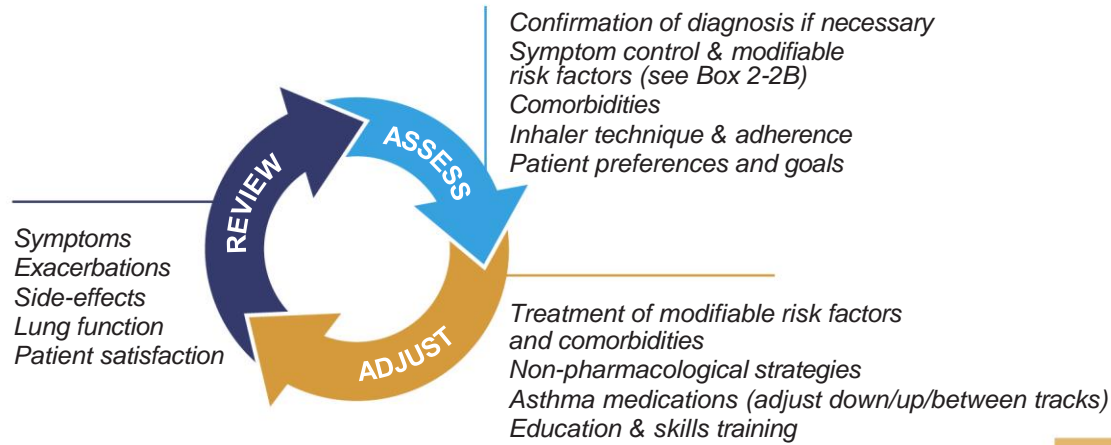 Confirmation of diagnosis if necessary
Symptom control & modifiable
risk factors (see Box 2-2B)
Comorbidities
Inhaler technique & adherence
Patient preferences and goals
ASSESS
REVIEW
Symptoms
Exacerbations
Side-effects
Lung function
Patient satisfaction
ADJUST
Treatment of modifiable risk factors
and comorbidities
Non-pharmacological strategies
Asthma medications (adjust down/up/between tracks)
Education & skills training